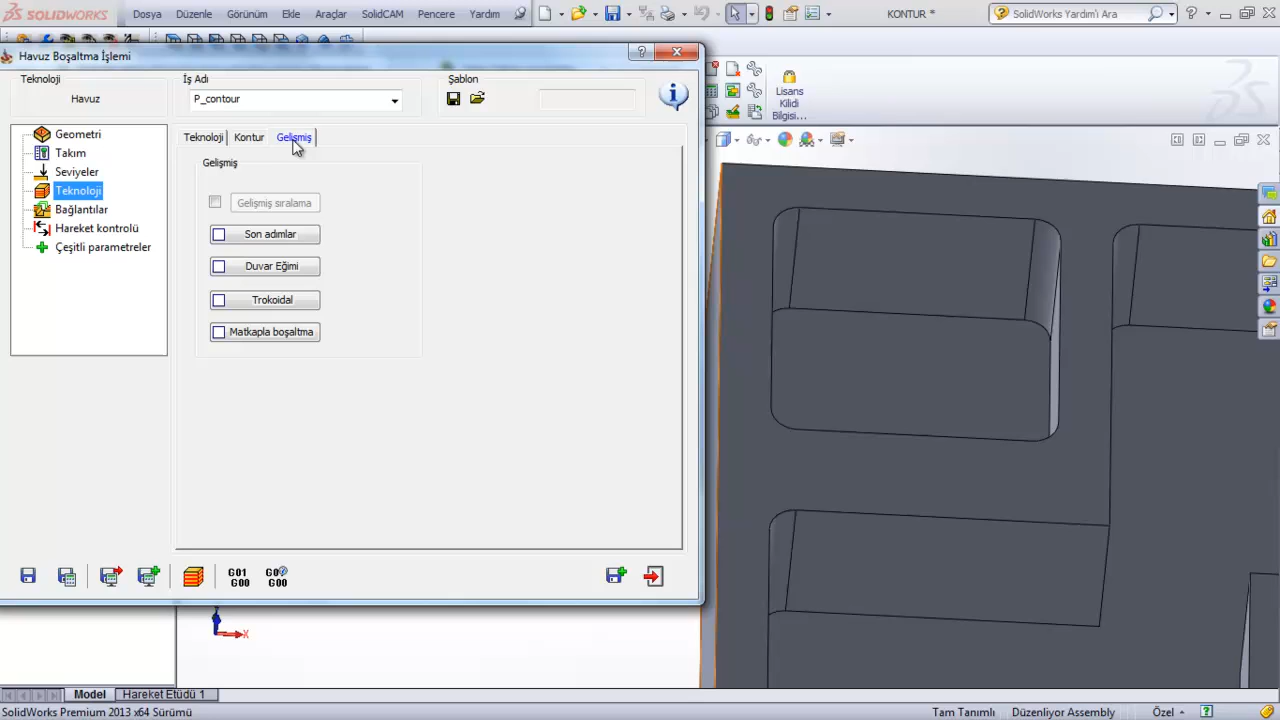 SOLIDWORKS
Dosya Düzenle Görünüm Ekle Araçlar SolidCAM Pencere Yardım
KONTUR *
SolidWorks Yardım'ı Ara
Havuz Boşaltma İşlemi
Teknoloji
Havuz
İş Adı
P_contour
Şablon
Geometri
Takım
Seviyeler
Teknoloji
Bağlantılar
Hareket kontrolü
Çeşitli parametreler
Teknoloji Kontur Gelişmiş
Gelişmiş
Gelişmiş sıralama
Son adımlar
Duvar Eğimi
Trokoidal
Matkapla boşaltma
G01
G00
G0
G00
Lisans
Kilidi
Bilgisi...
X
Model Hareket Etüdü 1
SolidWorks Premium 2013 x64 Sürümü
Tam Tanımlı Düzenliyor Assembly Özel